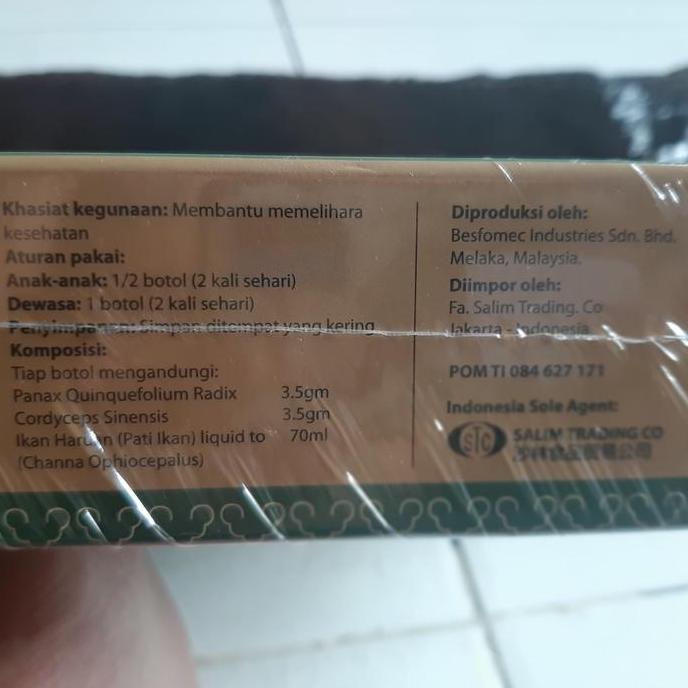 Khasiat kegunaan: Membantu memelihara
kesehatan
Aturan pakai:
Anak-anak: 1/2 botol (2 kali sehari)
Dewasa: 1 botol (2 kali sehari)
Penyimpanan: Simpan ditempat yang kering
Komposisi:
Tiap botol mengandungi:
Panax Quinquefolium Radix 3.5gm
Cordyceps Sinensis 3.5gm
Ikan Haruan (Pati Ikan) liquid to 70ml
(Channa Ophiocepalus)
Diproduksi oleh:
Besfomec Industries Sdn. Bhd.
Melaka, Malaysia.
Diimpor oleh:
Fa. Salim Trading. Co
Jakarta - Indonesia
POM TI 084 627 171
Indonesia Sole Agent:
STC
SALIM TRADING CO